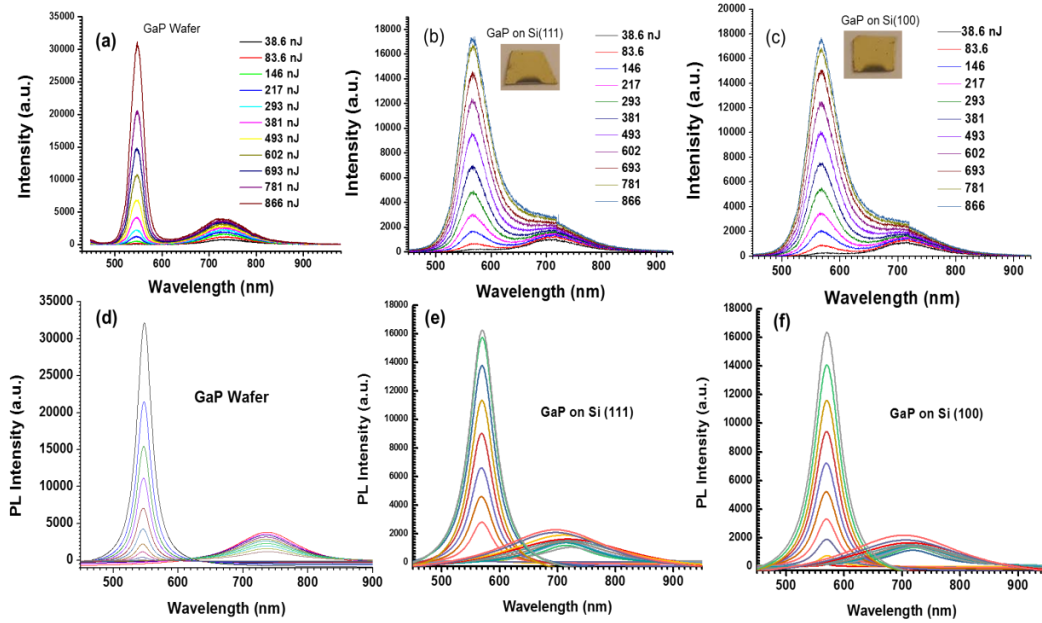 GaP Wafer
(a)
38.6 nJ
83.6 nJ
146 nJ
217 nJ
293 nJ
381 nJ
493 nJ
602 nJ
693 nJ
781 nJ
866 nJ
35000
30000
25000
20000
15000
10000
5000
0
Intensity (a.u.)
500 600 700 800 900
Wavelength (nm)
GaP on Si(111)
(b)
38.6 nJ
83.6
146
217
293
381
493
602
693
781
866
18000
16000
14000
12000
10000
8000
6000
4000
2000
0
Intensity (a.u.)
500 600 700 800 900
Wavelength (nm)
GaP on Si(100)
(c)
38.6 nJ
83.6
146
217
293
381
493
602
693
781
866
20000
18000
16000
14000
12000
10000
8000
6000
4000
2000
0
Intenisity (a.u.)
500 600 700 800 900
Wavelength (nm)
(d)
GaP Wafer
35000
30000
25000
20000
15000
10000
5000
0
PL Intensity (a.u.)
500 600 700 800 900
Wavelength (nm)
(e)
GaP on Si (111)
18000
16000
14000
12000
10000
8000
6000
4000
2000
0
PL Intensity (a.u.)
500 600 700 800 900
Wavelength (nm)
(f)
GaP on Si (100)
18000
16000
14000
12000
10000
8000
6000
4000
2000
0
PL Intensity (a.u.)
500 600 700 800 900
Wavelength (nm)